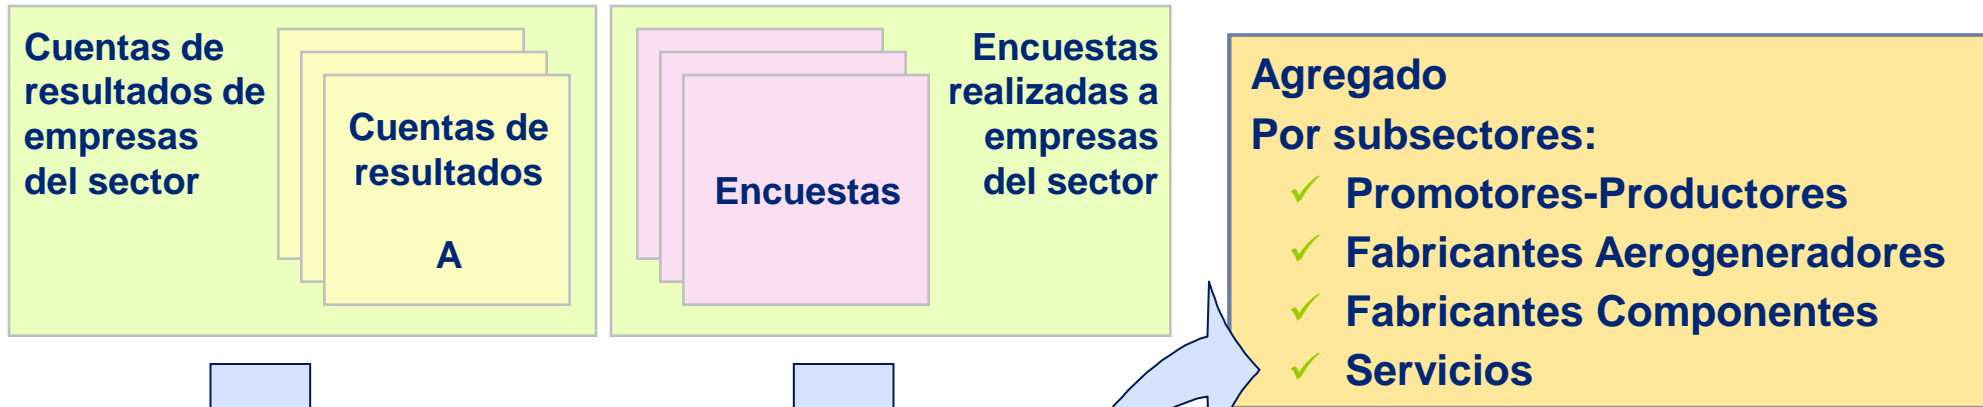 Cuentas de
resultados de
empresas
del sector
Cuentas de
resultados
A
Encuestas
Encuestas
realizadas a
empresas
del sector
Agregado
Por subsectores:
✓ Promotores-Productores
✓ Fabricantes Aerogeneradores
✓ Fabricantes Componentes
✓ Servicios